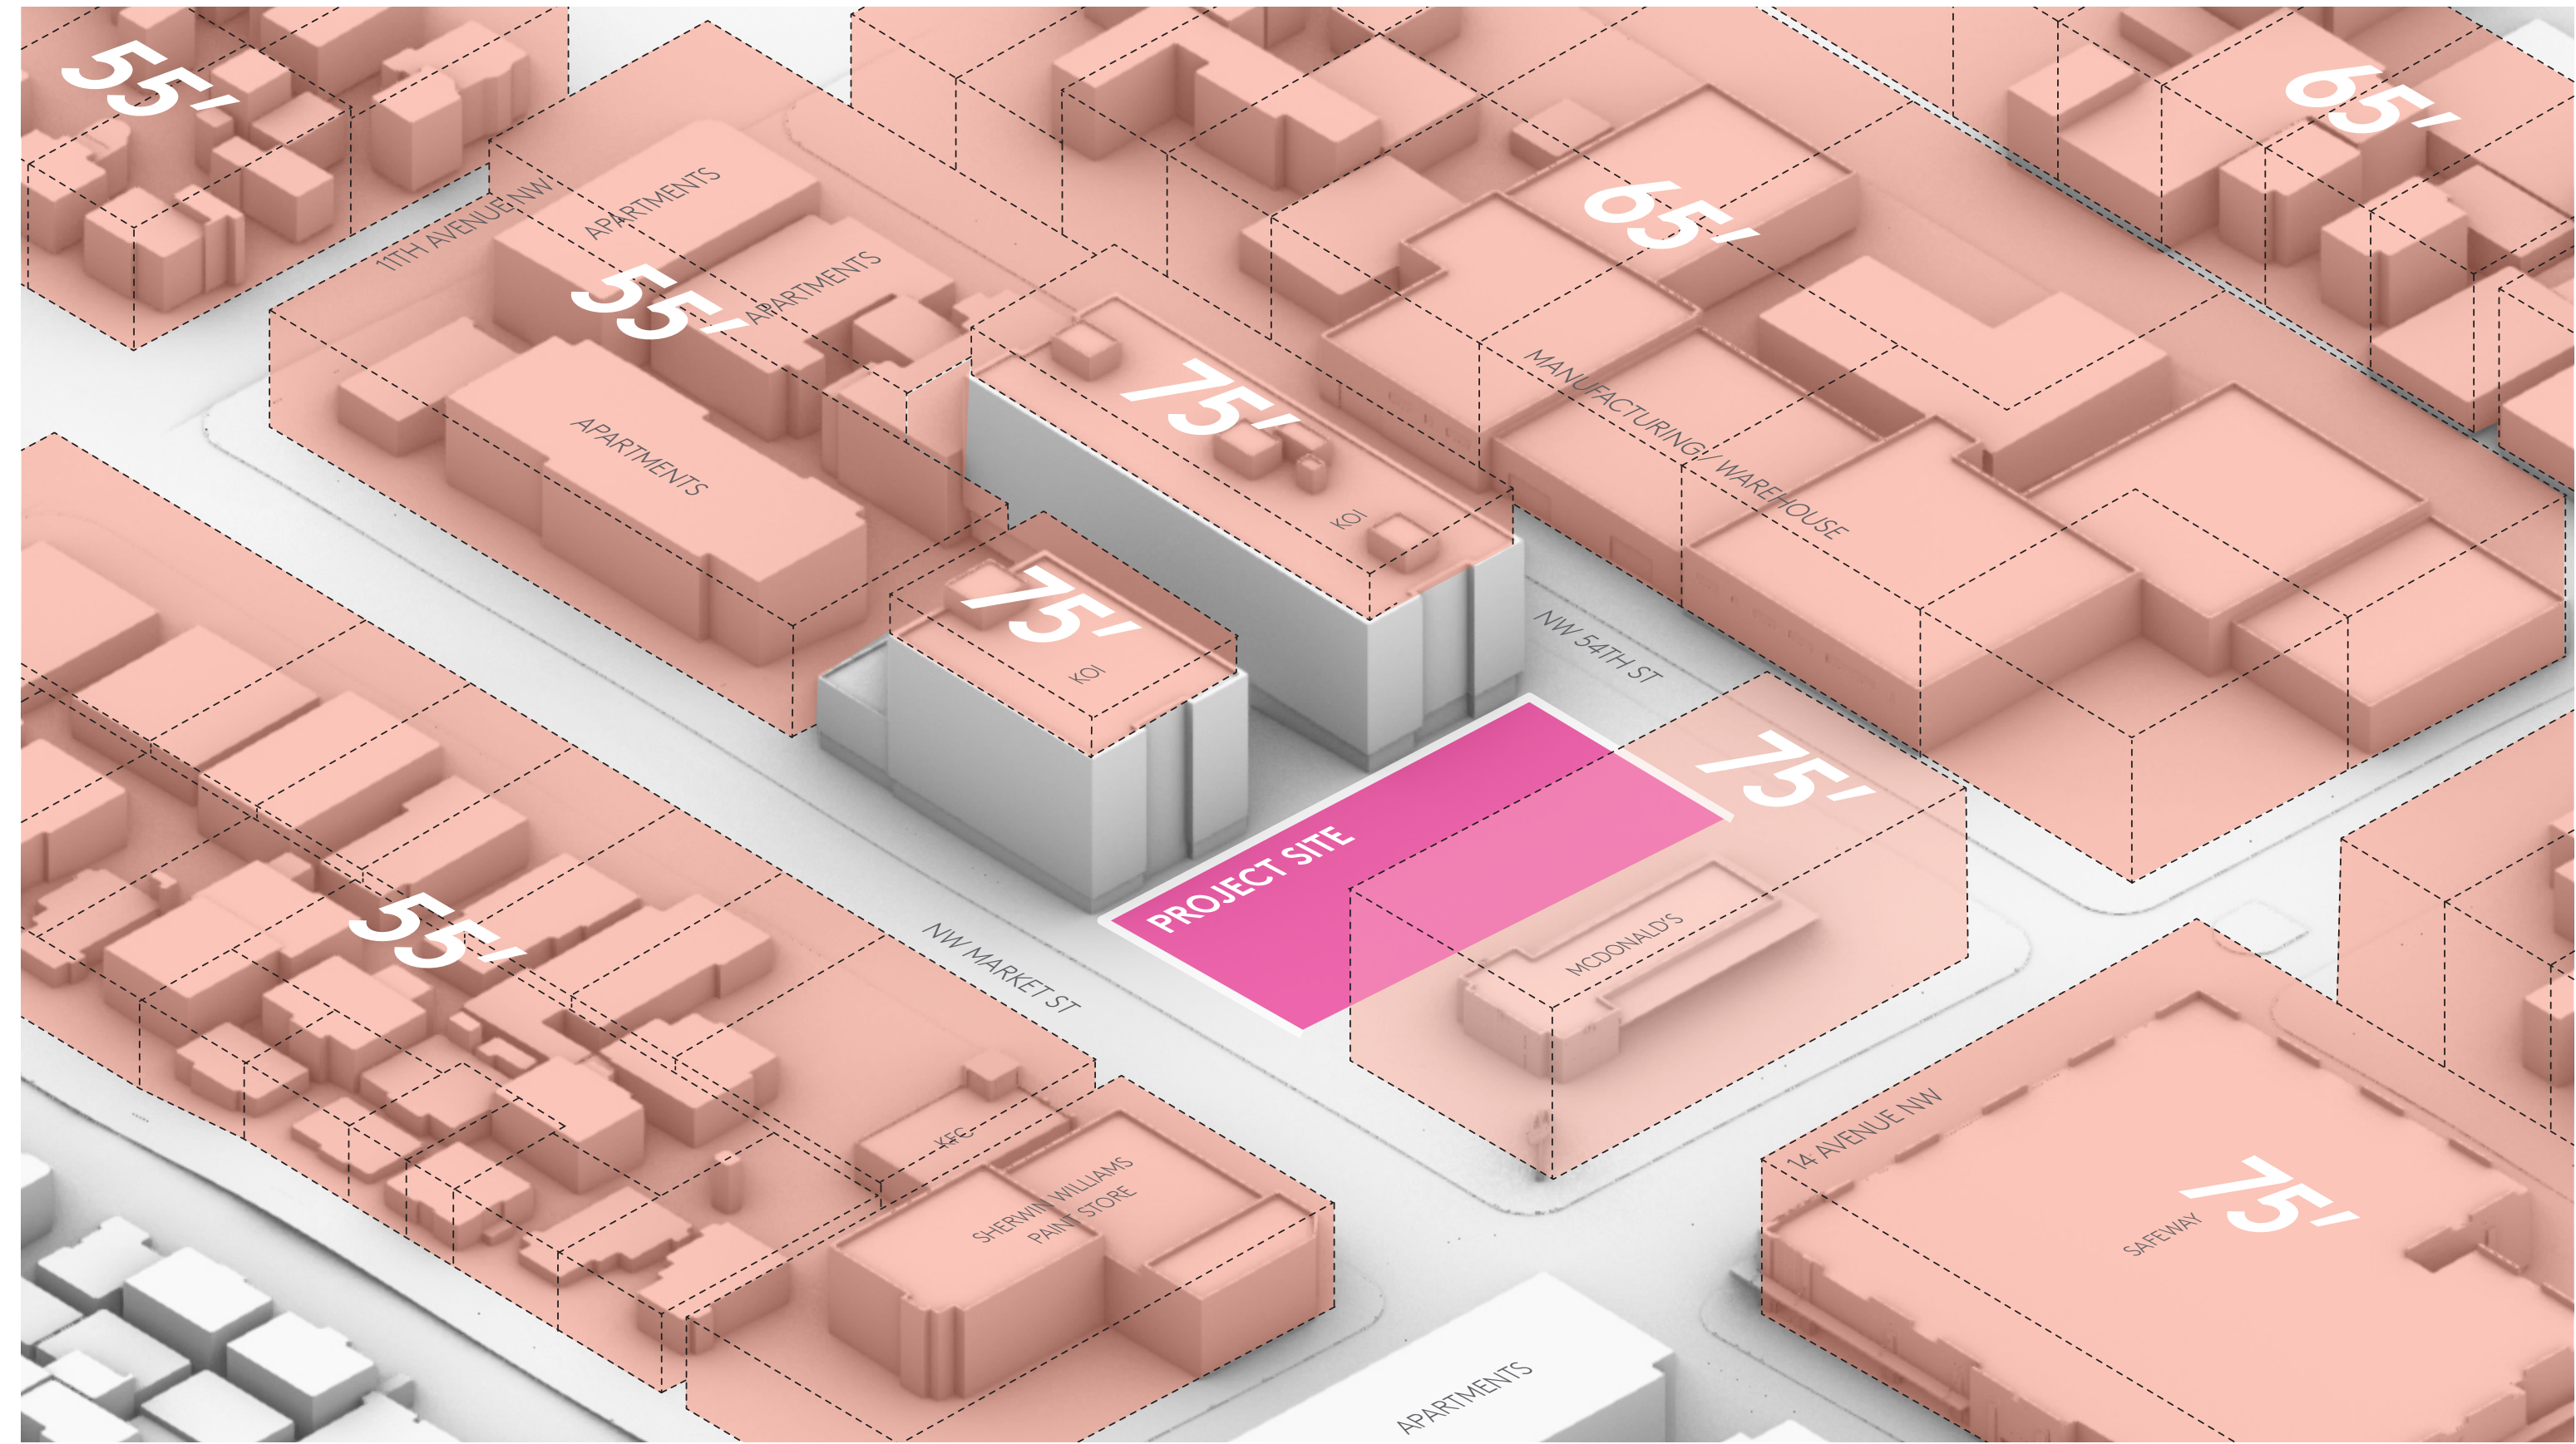 55'
65'
APARTMENTS
11TH AVENUE NW
65'
APARTMENTS
55'
75'
MANUFACTURING / WAREHOUSE
APARTMENTS
KOI
75'
KOI
NW 54TH ST
75'
PROJECT SITE
55'
NW MARKET ST
MCDONALD'S
KFC
14 AVENUE NW
SHERWIN WILLIAMS
PAINT STORE
75'
SAFEWAY
APARTMENTS